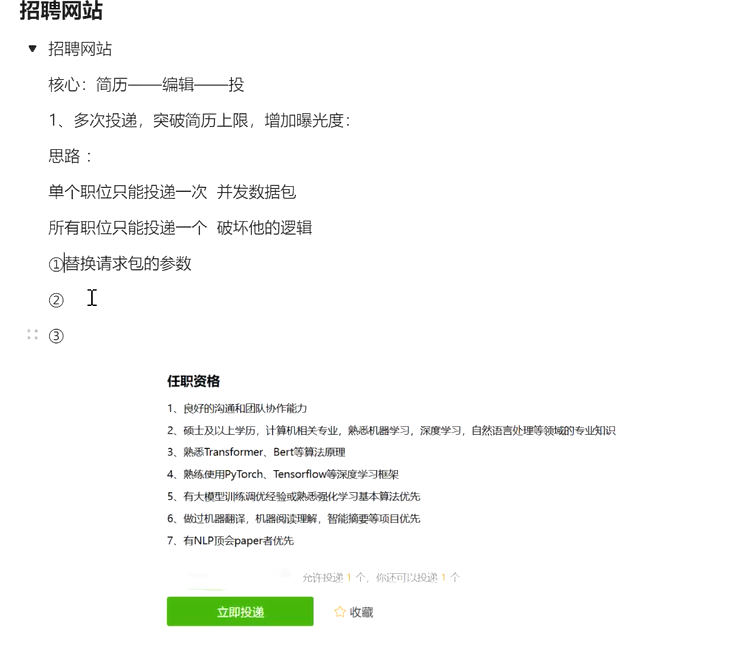 招聘网站
招聘网站
核心：简历——编辑——投
1、多次投递，突破简历上限，增加曝光度：
思路：
单个职位只能投递一次 并发数据包
所有职位只能投递一个 破坏他的逻辑
①替换请求包的参数
②
③
任职资格
1、良好的沟通和团队协作能力
2、硕士及以上学历，计算机相关专业，熟悉机器学习，深度学习，自然语言处理等领域的专业知识
3、熟悉Transformer、Bert等算法原理
4、熟练使用PyTorch、Tensorflow等深度学习框架
5、有大模型训练调优经验或熟悉强化学习基本算法优先
6、做过机器翻译，机器阅读理解，智能摘要等项目优先
7、有NLP顶会paper者优先
允许投递 1 个，你还可以投递 1 个
立即投递 收藏